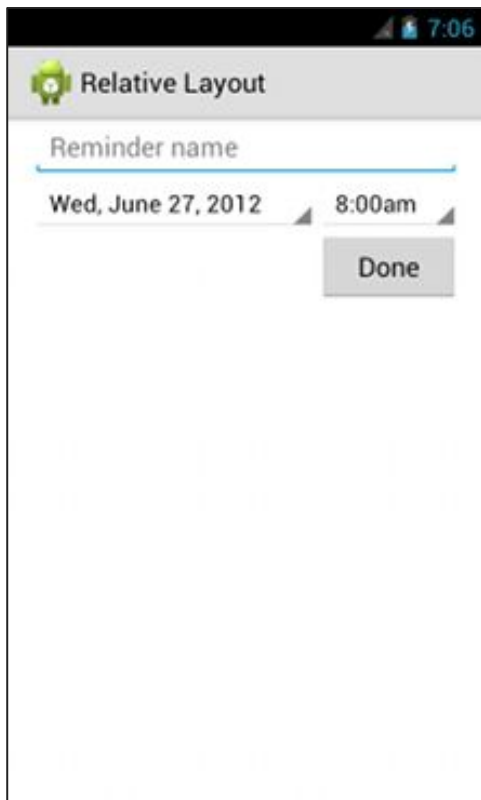 7:06
Relative Layout
Reminder name
Wed, June 27, 2012 8:00am
Done